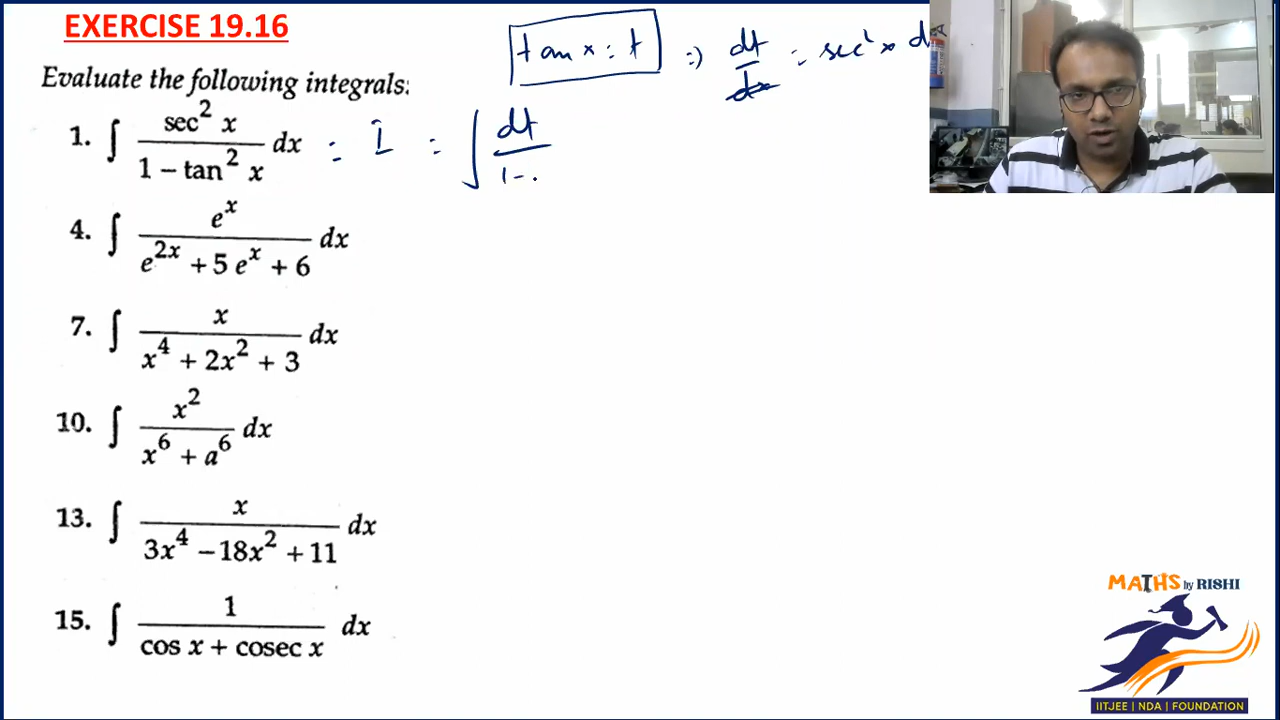 EXERCISE 19.16
tan x = t ⇒ dt/dx = sec² x d
Evaluate the following integrals:
1. ∫ sec² x / (1 − tan² x) dx = I = ∫ dt / 1 -
4. ∫ eˣ / (e²ˣ + 5 eˣ + 6) dx
7. ∫ x / (x⁴ + 2x² + 3) dx
10. ∫ x² / (x⁶ + a⁶) dx
13. ∫ x / (3x⁴ − 18x² + 11) dx
15. ∫ 1 / (cos x + cosec x) dx
MATHS by RISHI
IITJEE | NDA | FOUNDATION